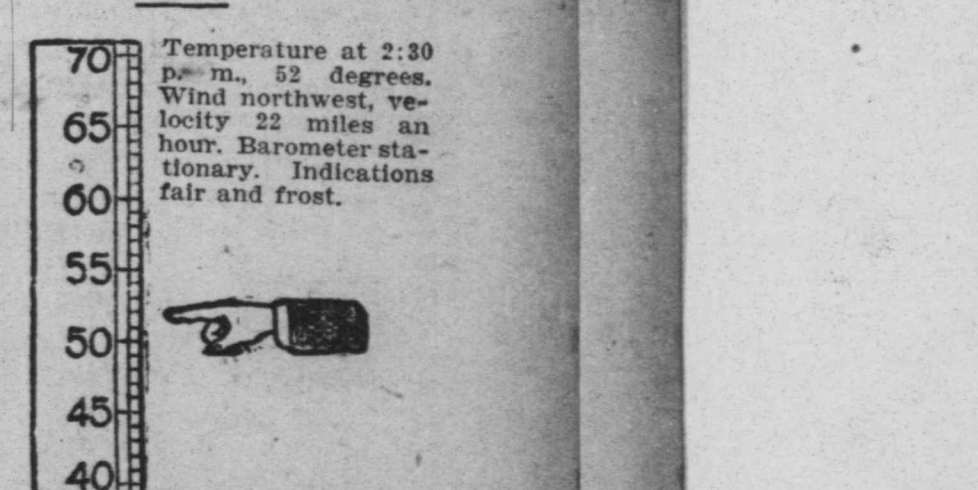 70
65
60
55
50
45
40
Temperature at 2:30
p. m., 52 degrees.
Wind northwest, ve-
locity 22 miles an
hour. Barometer sta-
tionary. Indications
fair and frost.